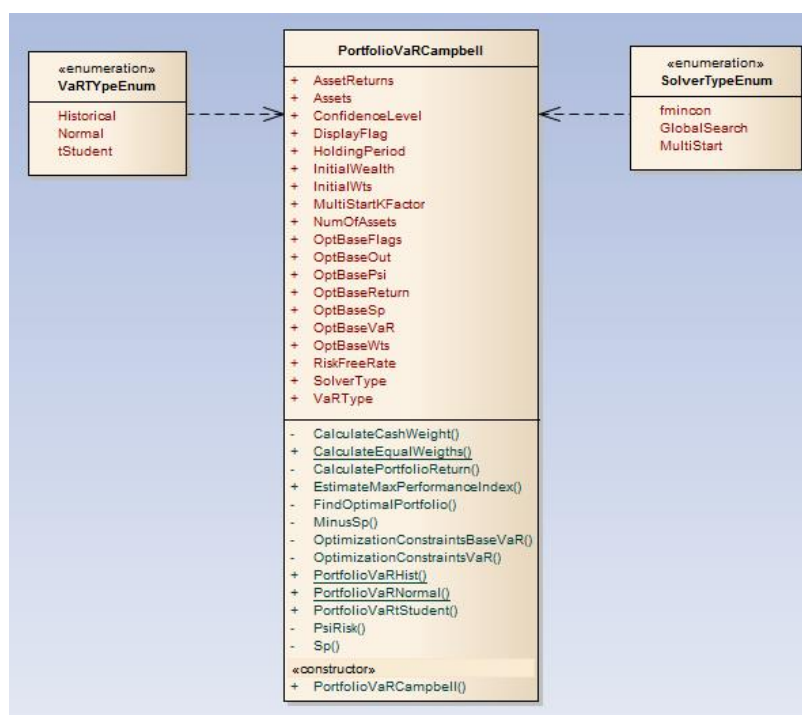 «enumeration»
VaRTYpeEnum
Historical
Normal
tStudent
PortfolioVaRCampbell
+ AssetReturns
+ Assets
+ ConfidenceLevel
+ DisplayFlag
+ HoldingPeriod
+ InitialWealth
+ InitialWts
+ MultiStartKFactor
+ NumOfAssets
+ OptBaseFlags
+ OptBaseOut
+ OptBasePsi
+ OptBaseReturn
+ OptBaseSp
+ OptBaseVaR
+ OptBaseWts
+ RiskFreeRate
+ SolverType
+ VaRType
- CalculateCashWeight()
+ CalculateEqualWeigths()
- CalculatePortfolioReturn()
+ EstimateMaxPerformanceIndex()
- FindOptimalPortfolio()
- MinusSp()
- OptimizationConstraintsBaseVaR()
- OptimizationConstraintsVaR()
+ PortfolioVaRHist()
+ PortfolioVaRNormal()
+ PortfolioVaRtStudent()
- PsiRisk()
- Sp()
«constructor»
+ PortfolioVaRCampbell()
«enumeration»
SolverTypeEnum
fmincon
GlobalSearch
MultiStart